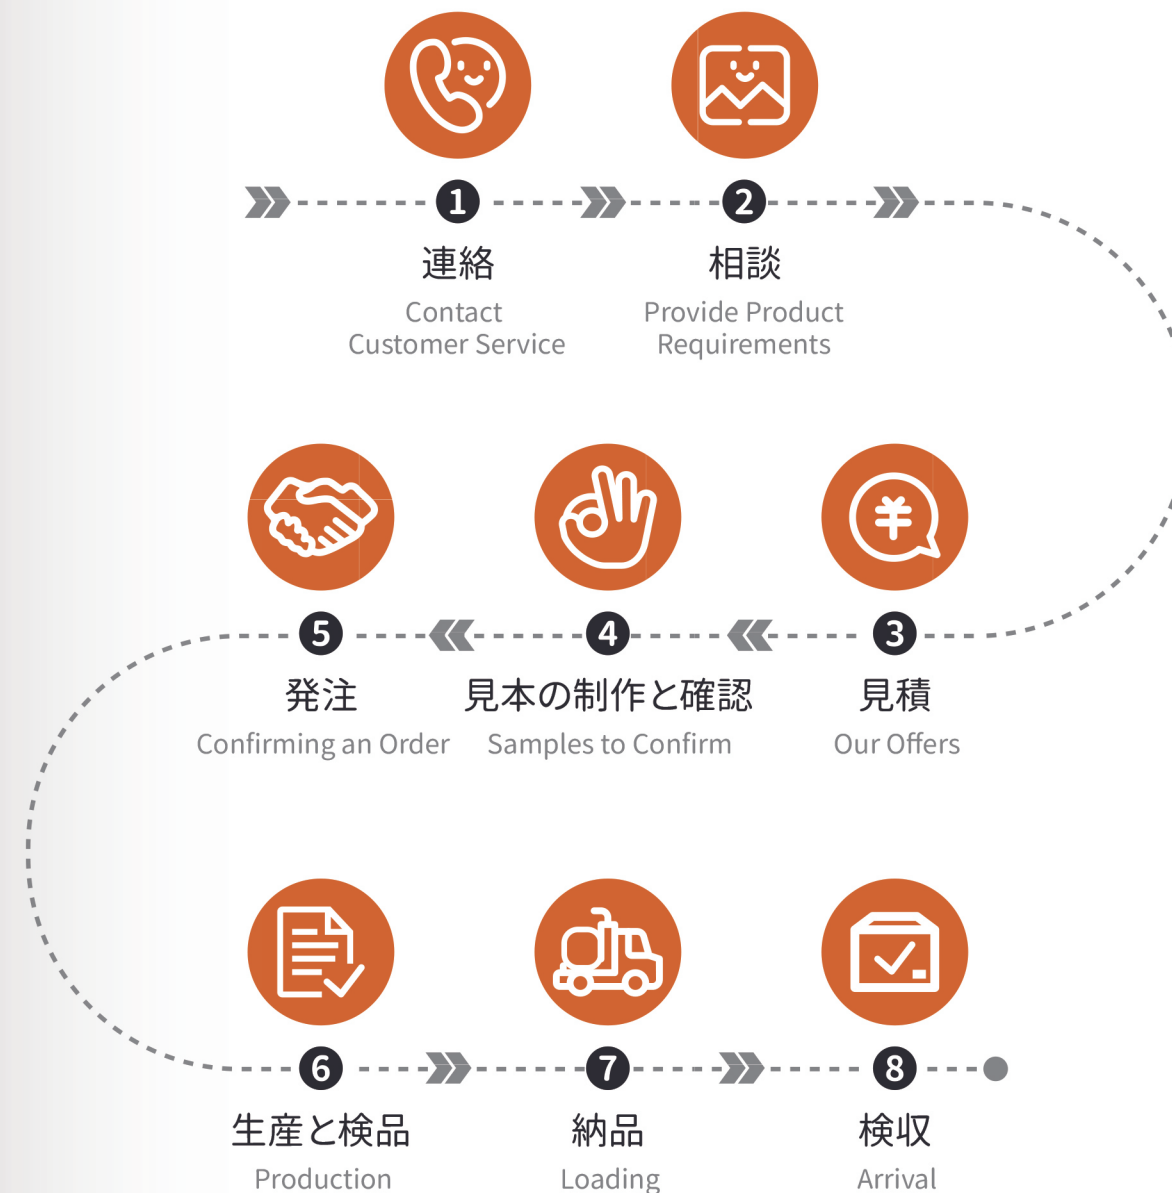 1
連絡
Contact
Customer Service
2
相談
Provide Product
Requirements
3
見積
Our Offers
4
見本の制作と確認
Samples to Confirm
5
発注
Confirming an Order
6
生産と検品
Production
7
納品
Loading
8
検収
Arrival